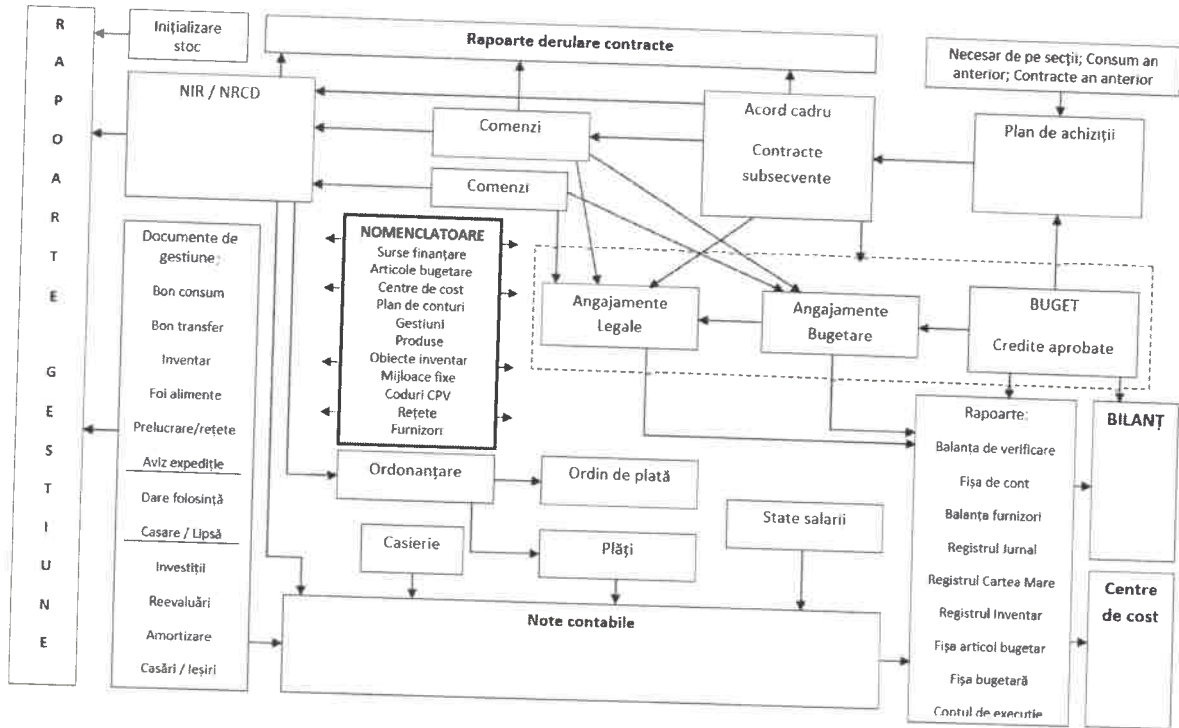 R
A
P
O
A
R
T
E
G
E
S
T
I
U
N
E
Inițializare
stoc
Rapoarte derulare contracte
Necesar de pe secții; Consum an
anterior; Contracte an anterior
NIR / NRCD
Comenzi
Acord cadru
Contracte
subsecvente
Plan de achiziții
Comenzi
Documente de
gestiune:
Bon consum
Bon transfer
Inventar
Foi alimente
Prelucrare/rețete
Aviz expediție
Dare folosință
Casare / Lipsă
Investiții
Reevaluări
Amortizare
Casări / Ieșiri
NOMENCLATOARE
Surse finanțare
Articole bugetare
Centre de cost
Plan de conturi
Gestiuni
Produse
Obiecte inventar
Mijloace fixe
Coduri CPV
Rețete
Furnizori
Angajamente
Legale
Angajamente
Bugetare
BUGET
Credite aprobate
Ordonanțare
Ordin de plată
Casierie
Plăți
State salarii
Note contabile
Rapoarte:
Balanța de verificare
Fișa de cont
Balanța furnizori
Registrul Jurnal
Registrul Cartea Mare
Registrul Inventar
Fișa articol bugetar
Fișa bugetară
Contul de execuție
BILANȚ
Centre
de cost